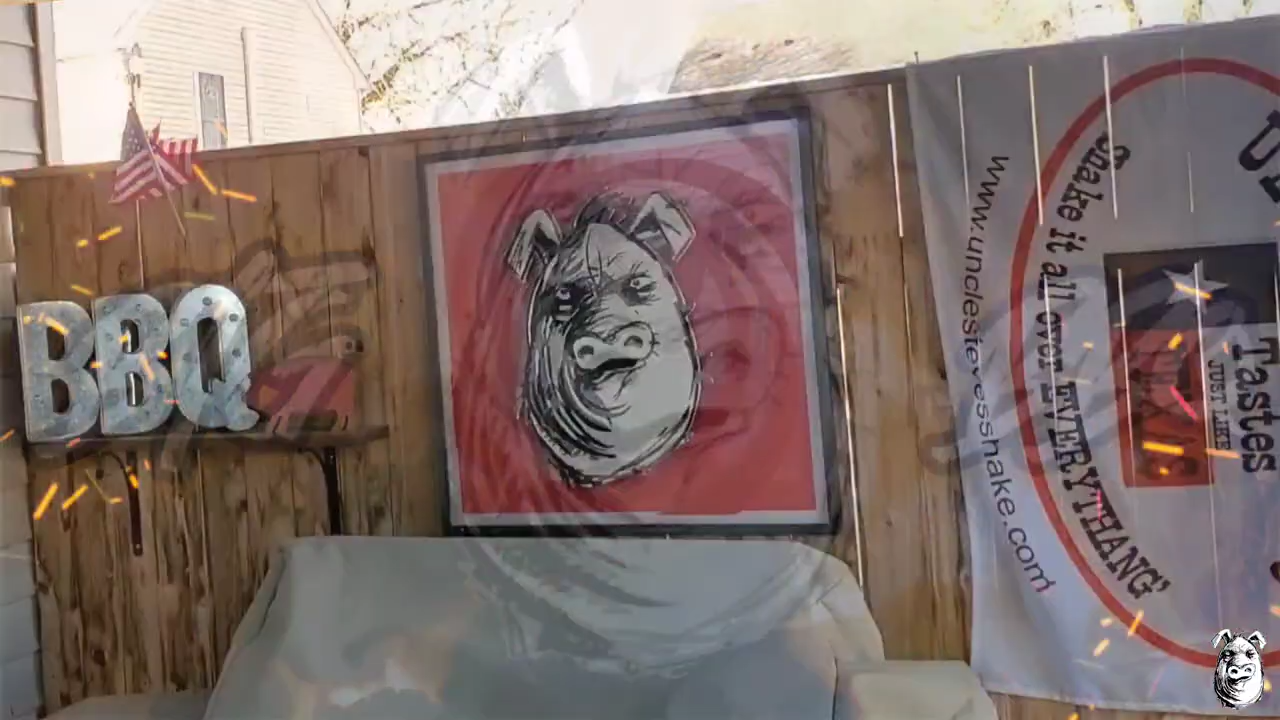 BBQ
www.unclestevesshake.com
Shake it all over EVERYTHANG'
Tastes
JUST LIKE